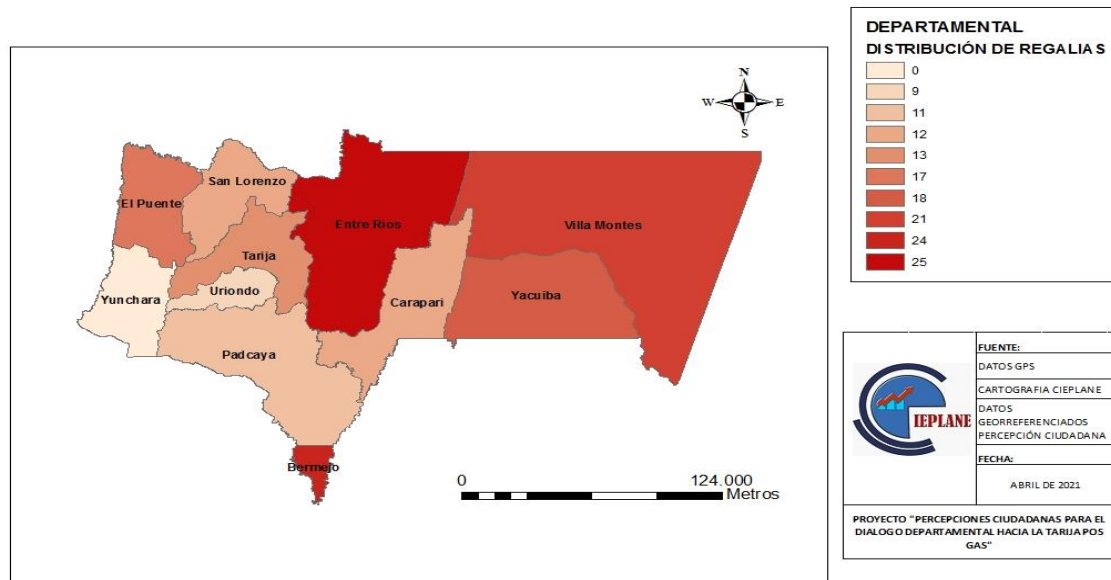 DEPARTAMENTAL
DISTRIBUCIÓN DE REGALIAS
0
9
11
12
13
17
18
21
24
25
N
W
E
S
San Lorenzo
El Puente
Entre Rios
Villa Montes
Tarija
Yunchara
Uriondo
Carapari
Yacuiba
Padcaya
Bermejo
0
124.000
Metros
IEPLANE
FUENTE:
DATOS GPS
CARTOGRAFIA CIEPLANE
DATOS
GEORREFERENCIADOS
PERCEPCIÓN CIUDADANA
FECHA:
ABRIL DE 2021
PROYECTO "PERCEPCIONES CIUDADANAS PARA EL
DIALOGO DEPARTAMENTAL HACIA LA TARIJA POS
GAS"